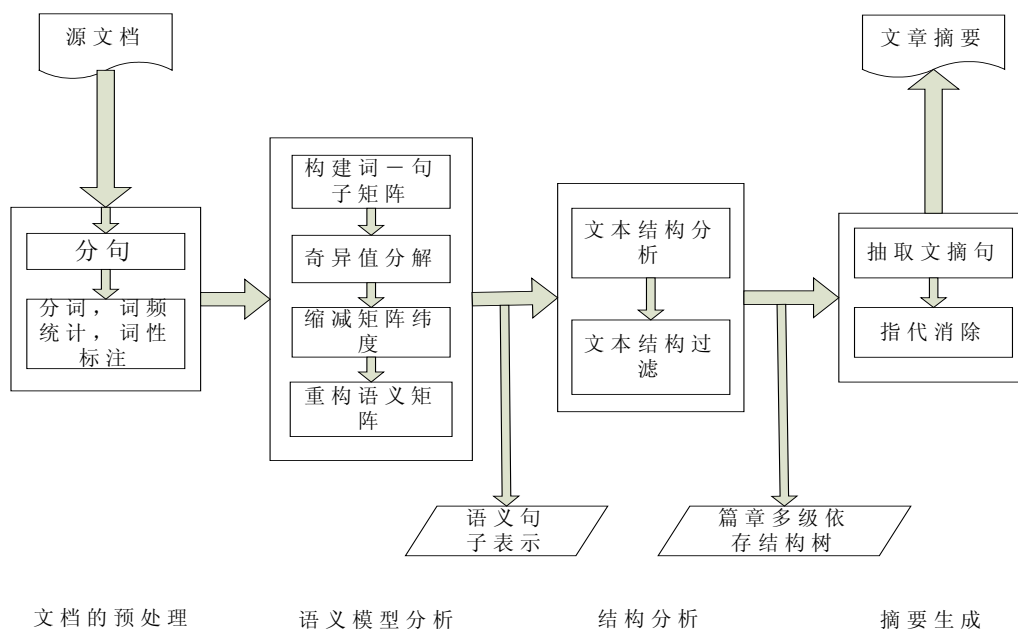 源文档
文章摘要
构建词－句
子矩阵
分句
奇异值分解
文本结构分
析
抽取文摘句
分词，词频
统计，词性
标注
缩减矩阵纬
度
文本结构过
滤
指代消除
重构语义矩
阵
语义句
子表示
篇章多级依
存结构树
文档的预处理
语义模型分析
结构分析
摘要生成